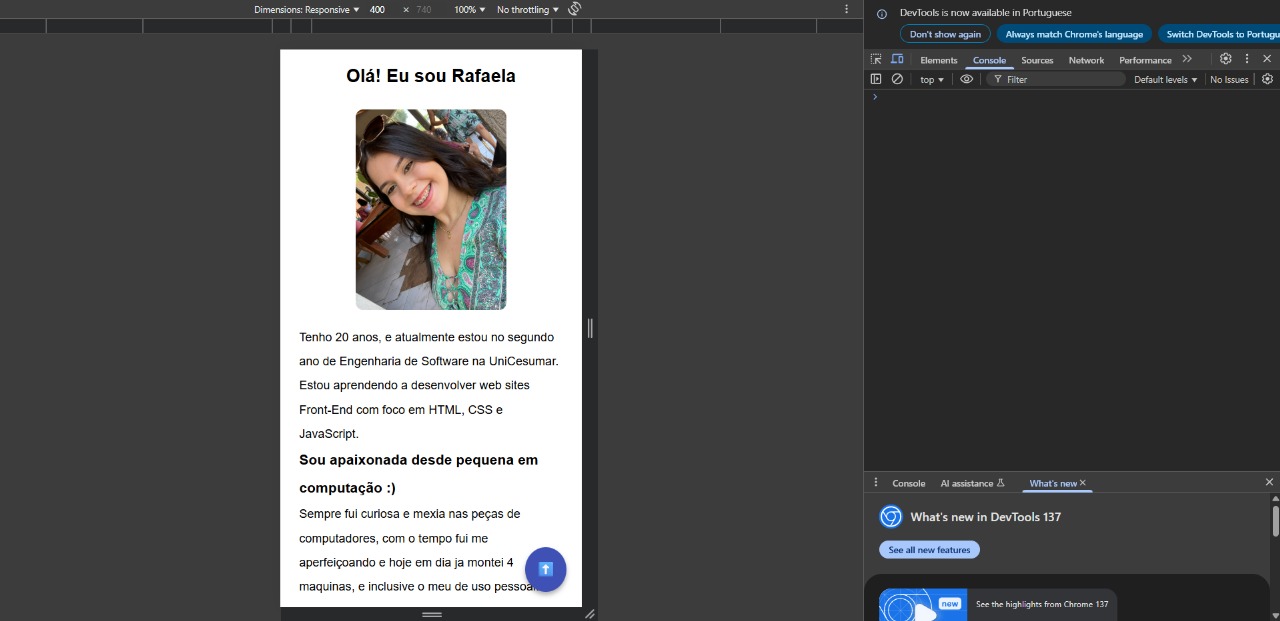 Dimensions: Responsive ▼ 400 × 740 100% ▼ No throttling ▼
DevTools is now available in Portuguese
Don't show again Always match Chrome's language Switch DevTools to Portugu
Elements Console Sources Network Performance
top ▼ Filter Default levels ▼ No Issues
Olá! Eu sou Rafaela
Tenho 20 anos, e atualmente estou no segundo
ano de Engenharia de Software na UniCesumar.
Estou aprendendo a desenvolver web sites
Front-End com foco em HTML, CSS e
JavaScript.
Sou apaixonada desde pequena em
computação :)
Sempre fui curiosa e mexia nas peças de
computadores, com o tempo fui me
aperfeiçoando e hoje em dia ja montei 4
maquinas, e inclusive o meu de uso pessoa
Console AI assistance What's new
What's new in DevTools 137
See all new features
new
See the highlights from Chrome 137